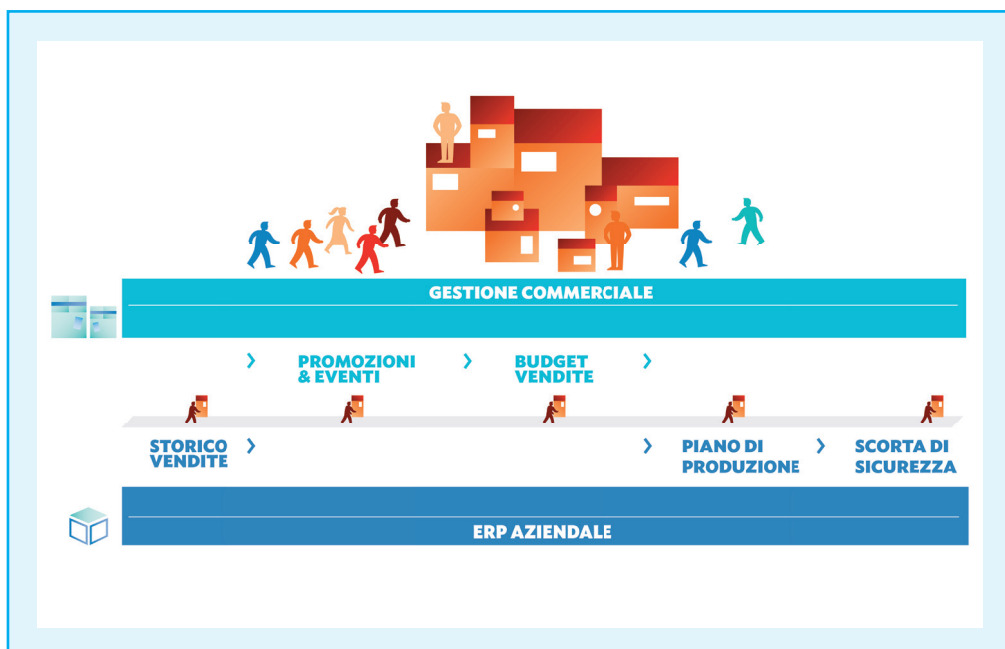 GESTIONE COMMERCIALE
PROMOZIONI
& EVENTI
BUDGET
VENDITE
STORICO
VENDITE
PIANO DI
PRODUZIONE
SCORTA DI
SICUREZZA
ERP AZIENDALE